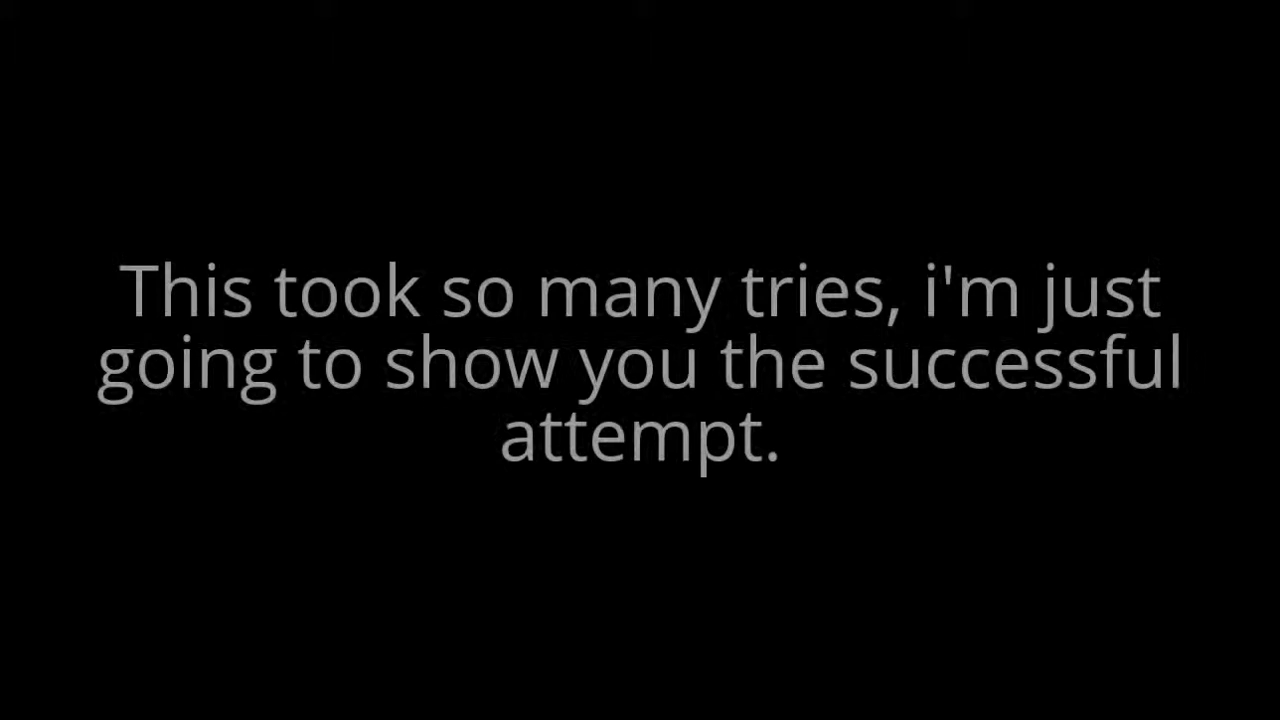 This took so many tries, i'm just
going to show you the successful
attempt.